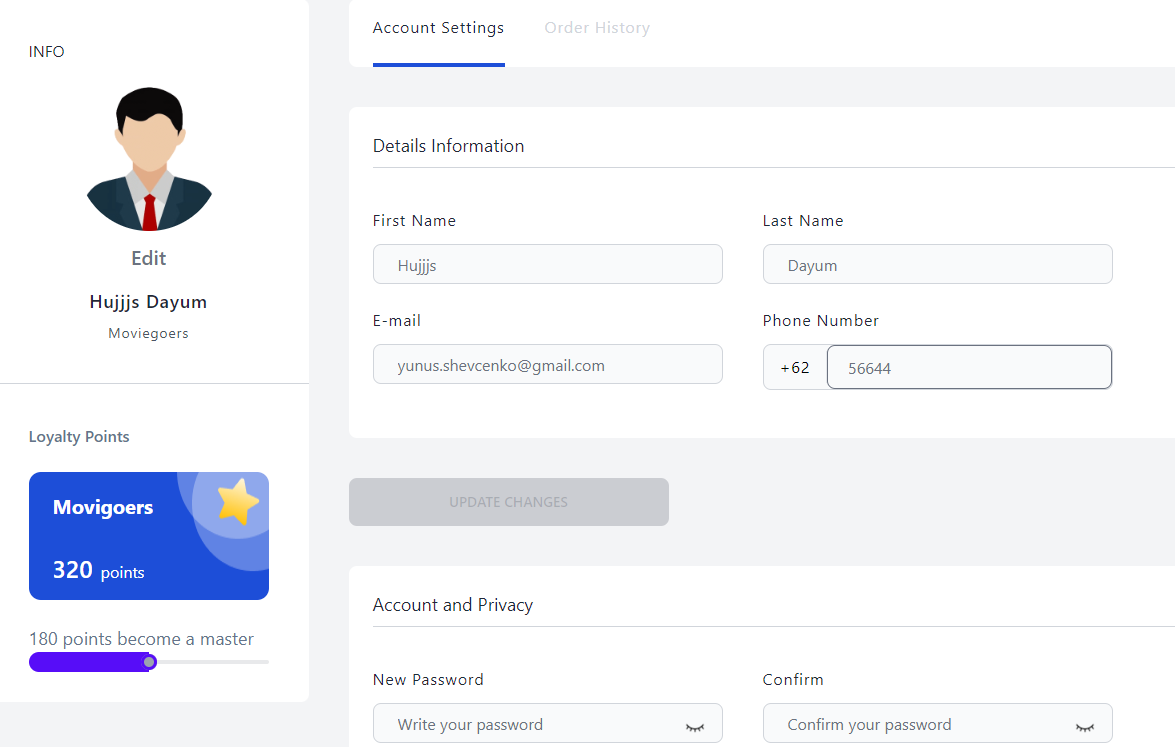 INFO
Edit
Hujjjs Dayum
Moviegoers
Loyalty Points
Movigoers
320 points
180 points become a master
Account Settings Order History
Details Information
First Name Last Name
Hujjjs Dayum
E-mail Phone Number
yunus.shevcenko@gmail.com +62 56644
UPDATE CHANGES
Account and Privacy
New Password Confirm
Write your password Confirm your password